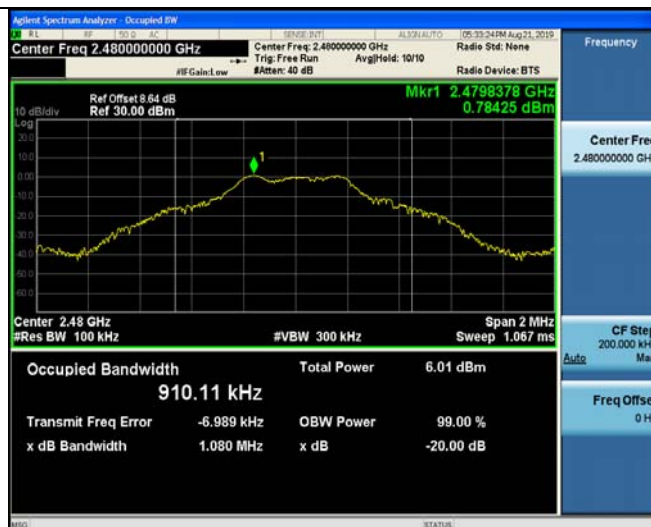 Agilent Spectrum Analyzer - Occupied BW
RL RF 50 Ω AC SENSE:INT ALIGN AUTO 05:33:24 PM Aug 21, 2019
Center Freq 2.480000000 GHz Center Freq: 2.480000000 GHz Radio Std: None
Trig: Free Run Avg|Hold: 10/10
#IFGain:Low #Atten: 40 dB Radio Device: BTS
Frequency
Ref Offset 8.64 dB Mkr1 2.4798378 GHz
10 dB/div Ref 30.00 dBm 0.78425 dBm
Log
20.0
10.0
0.00
-10.0
-20.0
-30.0
-40.0
-50.0
-60.0
1
Center Fre
2.480000000 GH
Center 2.48 GHz Span 2 MHz
#Res BW 100 kHz #VBW 300 kHz Sweep 1.067 ms
CF Ste
200.000 kH
Auto Ma
Occupied Bandwidth Total Power 6.01 dBm
910.11 kHz
Transmit Freq Error -6.989 kHz OBW Power 99.00 %
x dB Bandwidth 1.080 MHz x dB -20.00 dB
Freq Offse
0 H
MSG STATUS